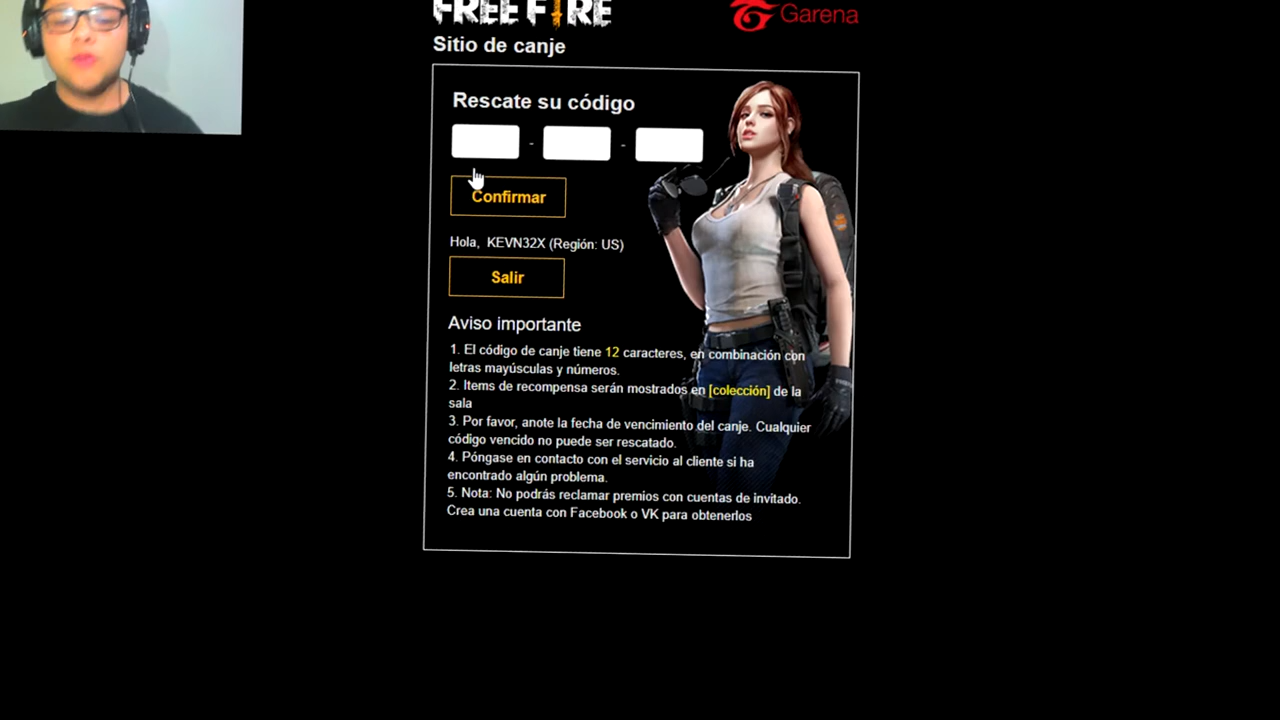 FREE FIRE
Garena
Sitio de canje
Rescate su código
- -
Confirmar
Hola, KEVN32X (Región: US)
Salir
Aviso importante
1. El código de canje tiene 12 caracteres, en combinación con
letras mayúsculas y números.
2. Items de recompensa serán mostrados en [colección] de la
sala
3. Por favor, anote la fecha de vencimiento del canje. Cualquier
código vencido no puede ser rescatado.
4. Póngase en contacto con el servicio al cliente si ha
encontrado algún problema.
5. Nota: No podrás reclamar premios con cuentas de invitado.
Crea una cuenta con Facebook o VK para obtenerlos